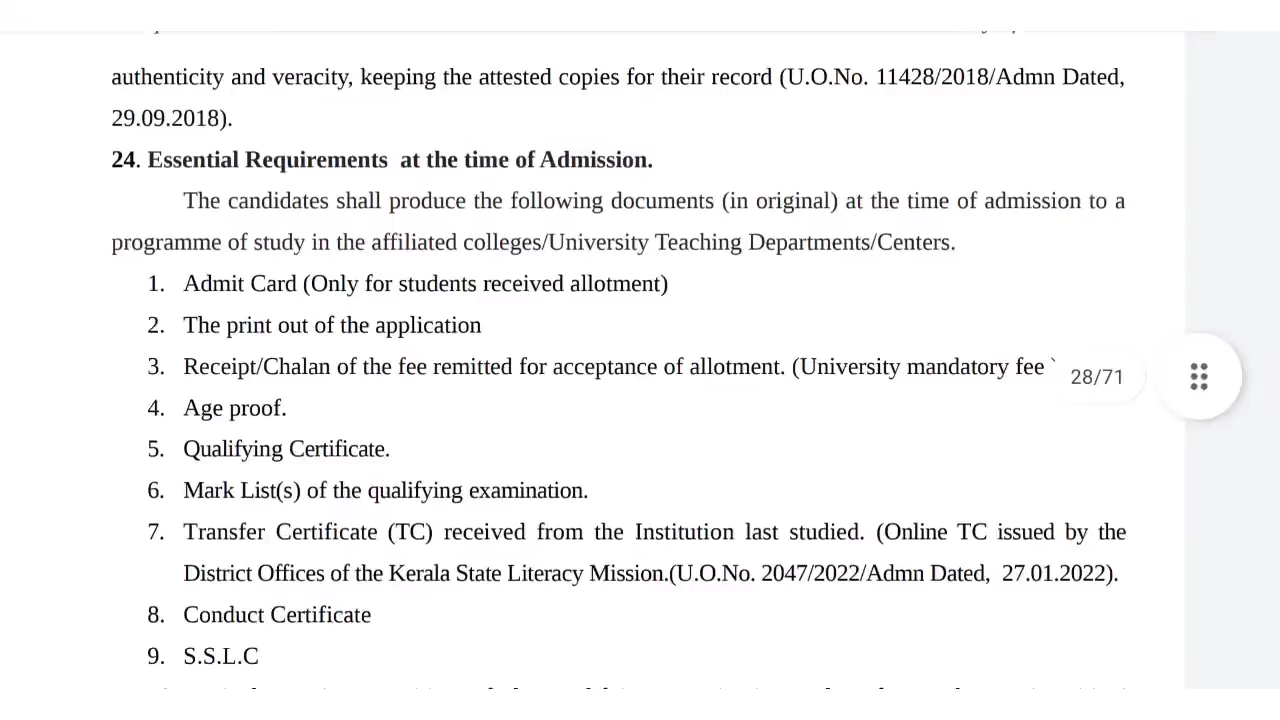 authenticity and veracity, keeping the attested copies for their record (U.O.No. 11428/2018/Admn Dated,
29.09.2018).
24. Essential Requirements at the time of Admission.
The candidates shall produce the following documents (in original) at the time of admission to a
programme of study in the affiliated colleges/University Teaching Departments/Centers.
1. Admit Card (Only for students received allotment)
2. The print out of the application
3. Receipt/Chalan of the fee remitted for acceptance of allotment. (University mandatory fee `
28/71
4. Age proof.
5. Qualifying Certificate.
6. Mark List(s) of the qualifying examination.
7. Transfer Certificate (TC) received from the Institution last studied. (Online TC issued by the
District Offices of the Kerala State Literacy Mission.(U.O.No. 2047/2022/Admn Dated, 27.01.2022).
8. Conduct Certificate
9. S.S.L.C